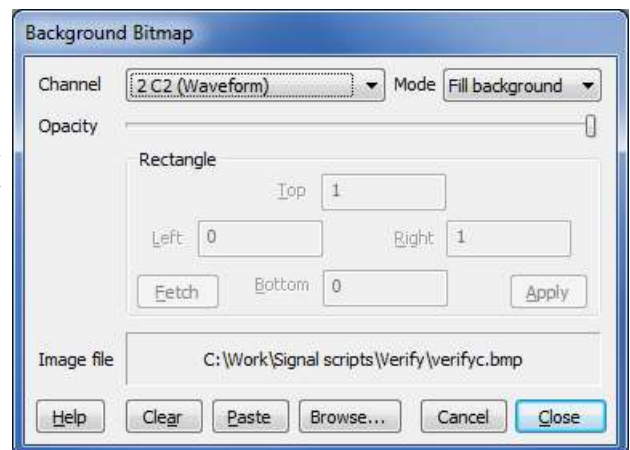 Background Bitmap
Channel 2 C2 (Waveform) Mode Fill background
Opacity
Rectangle
Top 1
Left 0 Right 1
Fetch Bottom 0 Apply
Image file C:\Work\Signal scripts\Verify\verifyc.bmp
Help Clear Paste Browse... Cancel Close